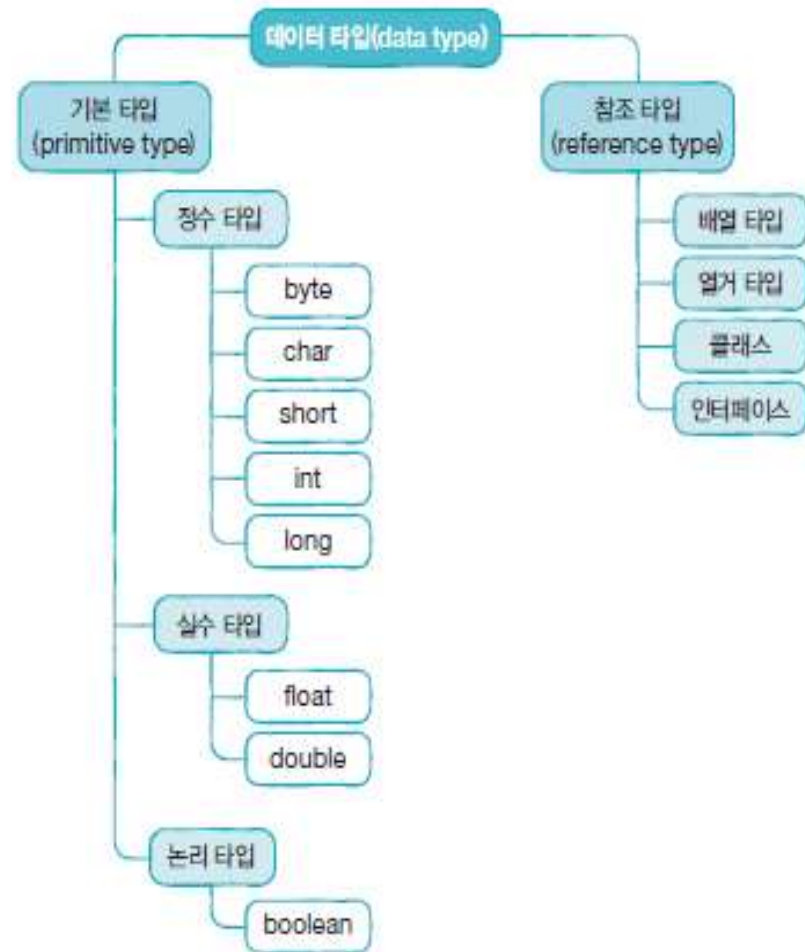 데이터 타입(data type)
기본 타입
(primitive type)
정수 타입
byte
char
short
int
long
실수 타입
float
double
논리 타입
boolean
참조 타입
(reference type)
배열 타입
열거 타입
클래스
인터페이스